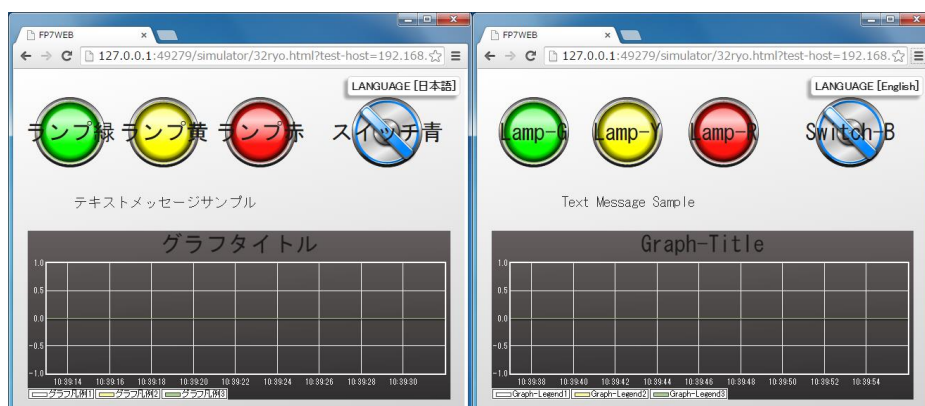 FP7WEB
127.0.0.1:49279/simulator/32ryo.html?test-host=192.168.
LANGUAGE [日本語]
ランプ緑 ランプ黄 ランプ赤 スイッチ青
テキストメッセージサンプル
グラフタイトル
1.0
0.5
0.0
-0.5
-1.0
10:39:14 10:39:16 10:39:18 10:39:20 10:39:22 10:39:24 10:39:26 10:39:28 10:39:30
グラフ凡例1 グラフ凡例2 グラフ凡例3
FP7WEB
127.0.0.1:49279/simulator/32ryo.html?test-host=192.168.
LANGUAGE [English]
Lamp-G Lamp-Y Lamp-R Switch-B
Text Message Sample
Graph-Title
1.0
0.5
0.0
-0.5
-1.0
10:39:38 10:39:40 10:39:42 10:39:44 10:39:46 10:39:48 10:39:50 10:39:52 10:39:54
Graph-Legend1 Graph-Legend2 Graph-Legend3